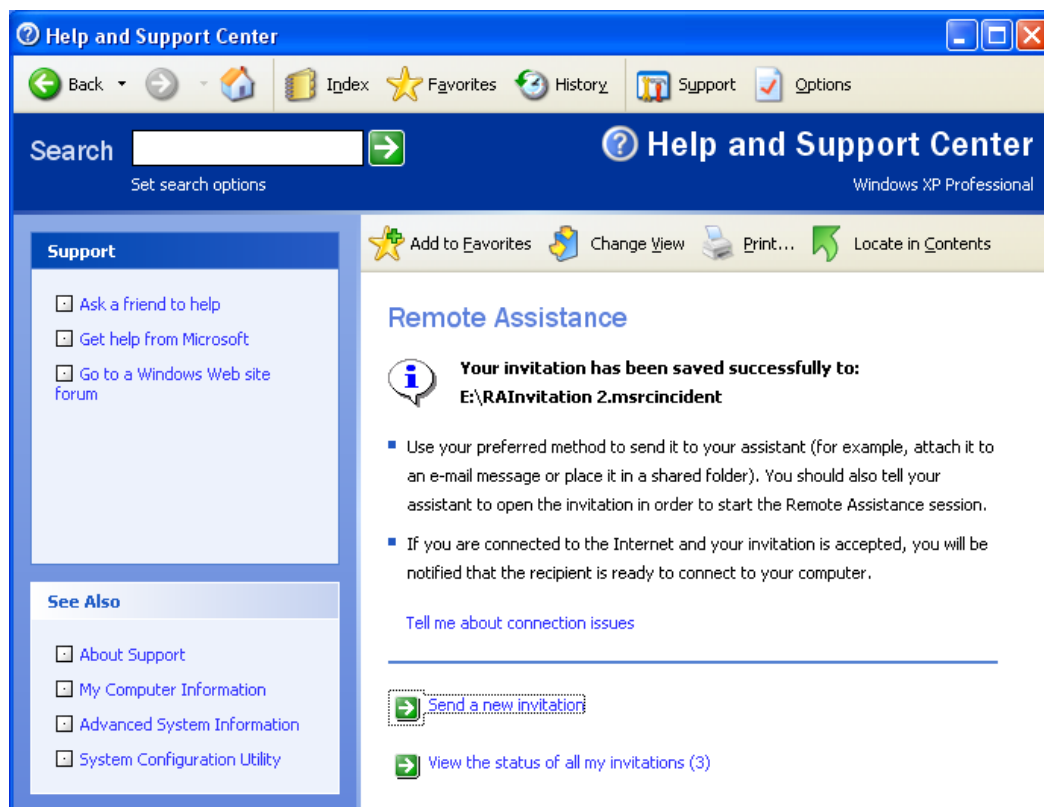 Help and Support Center
Back Index Favorites History Support Options
Search
Help and Support Center
Set search options
Windows XP Professional
Support
Ask a friend to help
Get help from Microsoft
Go to a Windows Web site
forum
See Also
About Support
My Computer Information
Advanced System Information
System Configuration Utility
Add to Favorites Change View Print... Locate in Contents
Remote Assistance
Your invitation has been saved successfully to:
E:\RAInvitation 2.msrcincident
Use your preferred method to send it to your assistant (for example, attach it to
an e-mail message or place it in a shared folder). You should also tell your
assistant to open the invitation in order to start the Remote Assistance session.
If you are connected to the Internet and your invitation is accepted, you will be
notified that the recipient is ready to connect to your computer.
Tell me about connection issues
Send a new invitation
View the status of all my invitations (3)